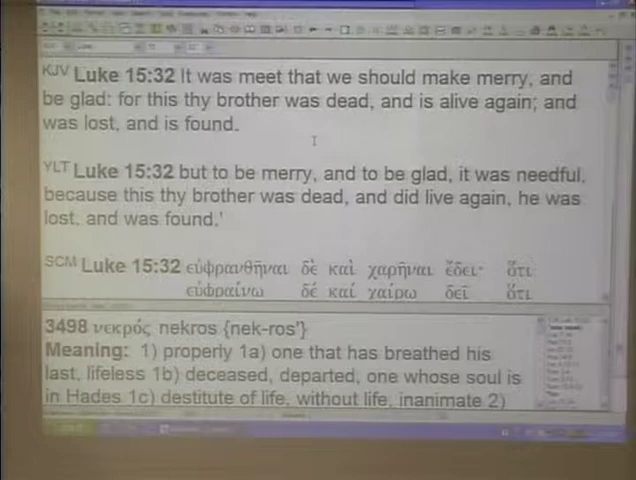 KJV Luke 15:32 It was meet that we should make merry, and
be glad: for this thy brother was dead, and is alive again; and
was lost, and is found.
YLT Luke 15:32 but to be merry, and to be glad, it was needful,
because this thy brother was dead, and did live again, he was
lost, and was found.'
SCM Luke 15:32 εὐφρανθῆναι δὲ καὶ χαρῆναι ἔδει· ὅτι
εὐφραίνω δέ καί χαίρω δεῖ ὅτι
3498 νεκρός nekros {nek-ros'}
Meaning: 1) properly 1a) one that has breathed his
last, lifeless 1b) deceased, departed, one whose soul is
in Hades 1c) destitute of life, without life, inanimate 2)